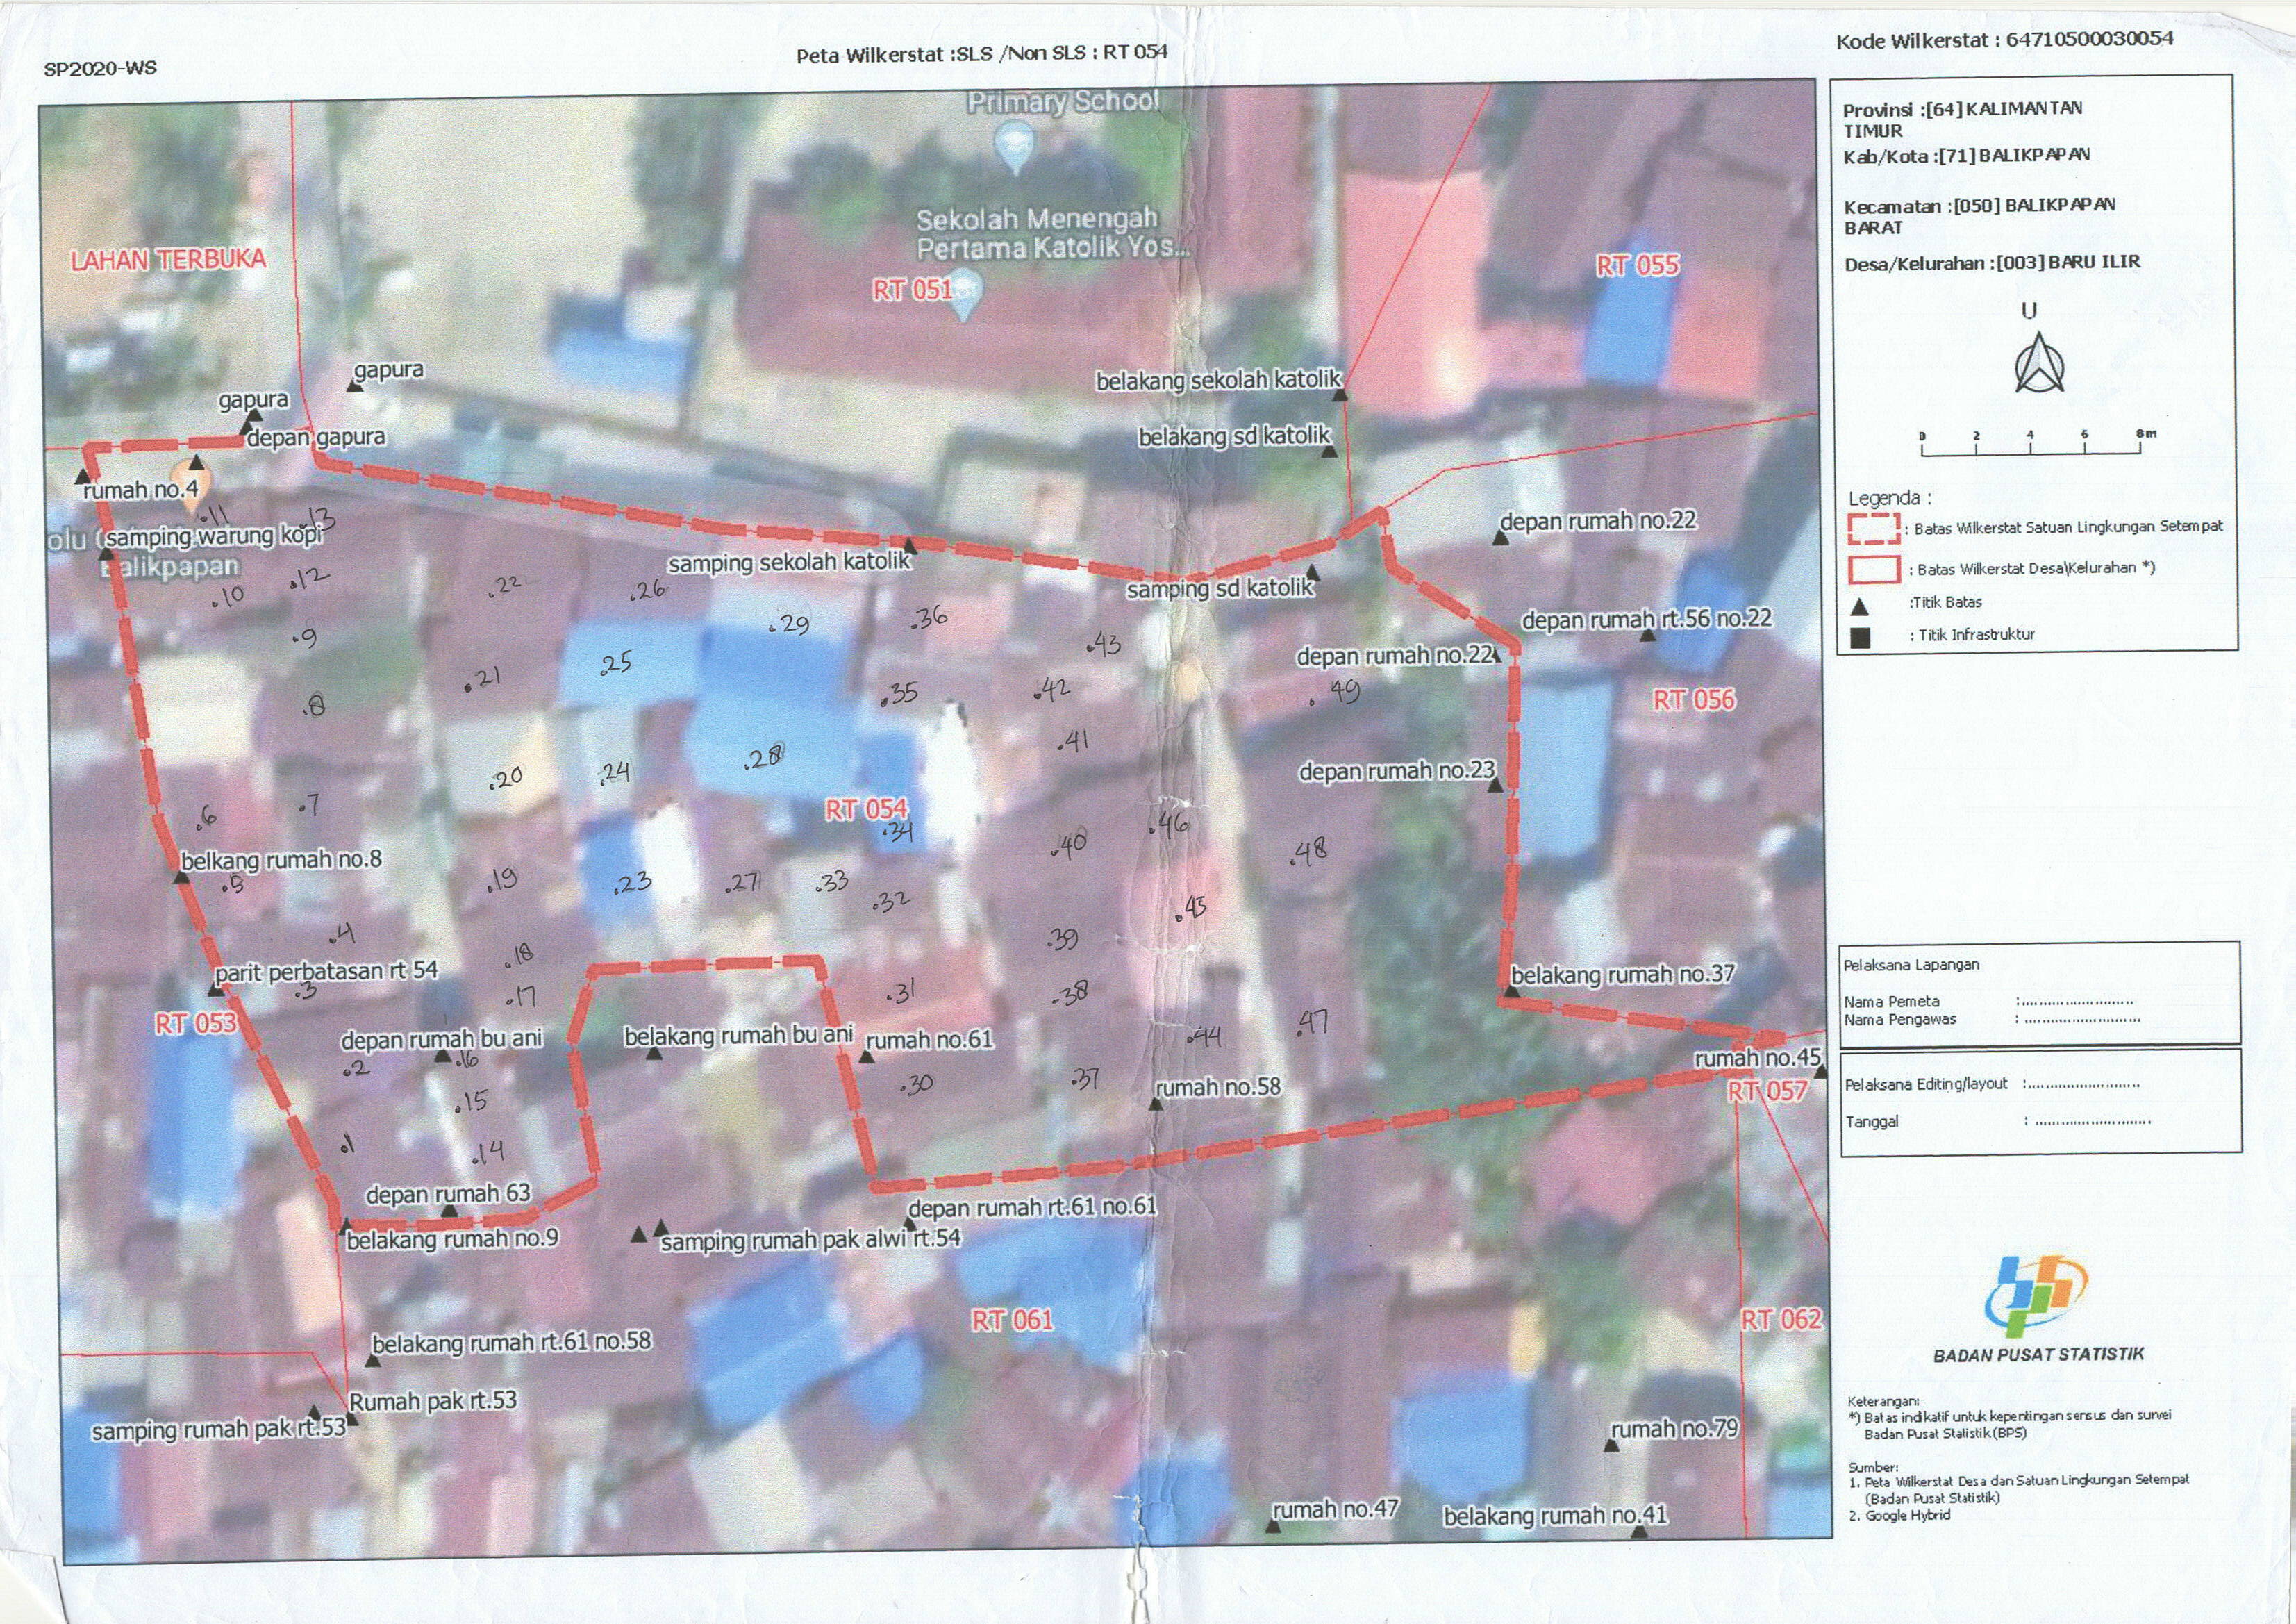 SP2020-WS
Peta Wilkerstat :SLS /Non SLS : RT 054
Kode Wilkerstat : 64710500030054
Provinsi :[64]KALIMANTAN
TIMUR
Kab/Kota :[71]BALIKPAPAN
Kecamatan :[050] BALIKPAPAN
BARAT
Desa/Kelurahan :[003] BARU ILIR
U
0 2 4 6 8m
Legenda :
: Batas Wilkerstat Satuan Lingkungan Setempat
: Batas Wilkerstat Desa\Kelurahan *)
:Titik Batas
: Titik Infrastruktur
Pelaksana Lapangan
Nama Pemeta :........................
Nama Pengawas : ........................
Pelaksana Editing/layout :........................
Tanggal : ........................
BADAN PUSAT STATISTIK
Keterangan:
*) Batas indikatif untuk kepentingan sensus dan survei
Badan Pusat Statistik (BPS)
Sumber:
1. Peta Wilkerstat Desa dan Satuan Lingkungan Setempat
(Badan Pusat Statistik)
2. Google Hybrid
Primary School
Sekolah Menengah
Pertama Katolik Yos...
LAHAN TERBUKA
RT 051
RT 055
gapura
gapura
depan gapura
belakang sekolah katolik
belakang sd katolik
rumah no.4
.11
.13
olu
samping warung kopi
Balikpapan
samping sekolah katolik
samping sd katolik
depan rumah no.22
.10
.12
.22
.26
.29
.36
depan rumah rt.56 no.22
.9
.43
depan rumah no.22
.8
.21
25
.35
.42
.49
RT 056
.41
.20
.24
.28
depan rumah no.23
.6
.7
RT 054
.34
.40
.46
.48
belkang rumah no.8
.5
.19
.23
.27
.33
.32
.45
.4
.18
.39
parit perbatasan rt 54
.3
.17
.31
.38
belakang rumah no.37
RT 053
.47
depan rumah bu ani
belakang rumah bu ani
rumah no.61
.44
.2
.16
rumah no.45
.15
.30
.37
rumah no.58
RT 057
.1
.14
depan rumah 63
depan rumah rt.61 no.61
belakang rumah no.9
samping rumah pak alwi rt.54
RT 061
RT 062
belakang rumah rt.61 no.58
Rumah pak rt.53
samping rumah pak rt.53
rumah no.79
rumah no.47
belakang rumah no.41